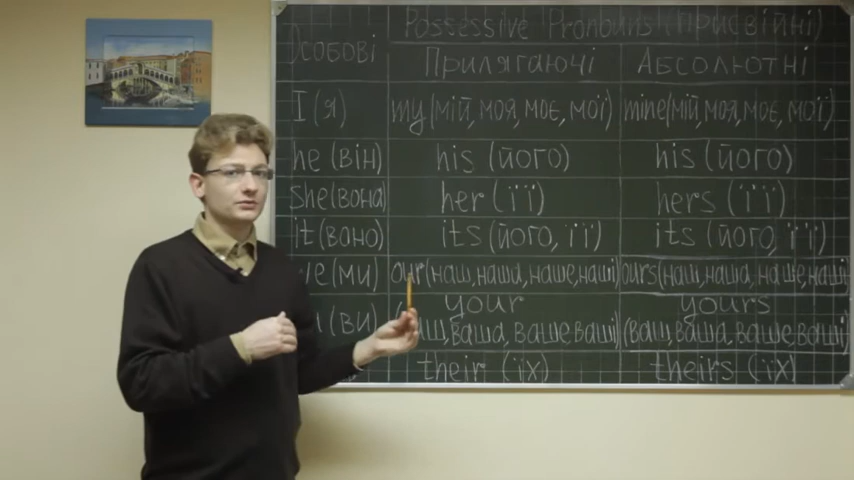 Possessive Pronouns (Присвійні)
Особові Прилягаючі Абсолютні
I (я) my (мій, моя, моє, мої) mine (мій, моя, моє, мої)
he (він) his (його) his (його)
She (вона) her (її) hers (її)
it (воно) its (його, її) its (його, її)
we (ми) our (наш, наша, наше, наші) ours (наш, наша, наше, наші)
your yours
(ви) ваша, ваше, ваші) (ваш, ваша, ваше, ваші)
their (їх) theirs (їх)